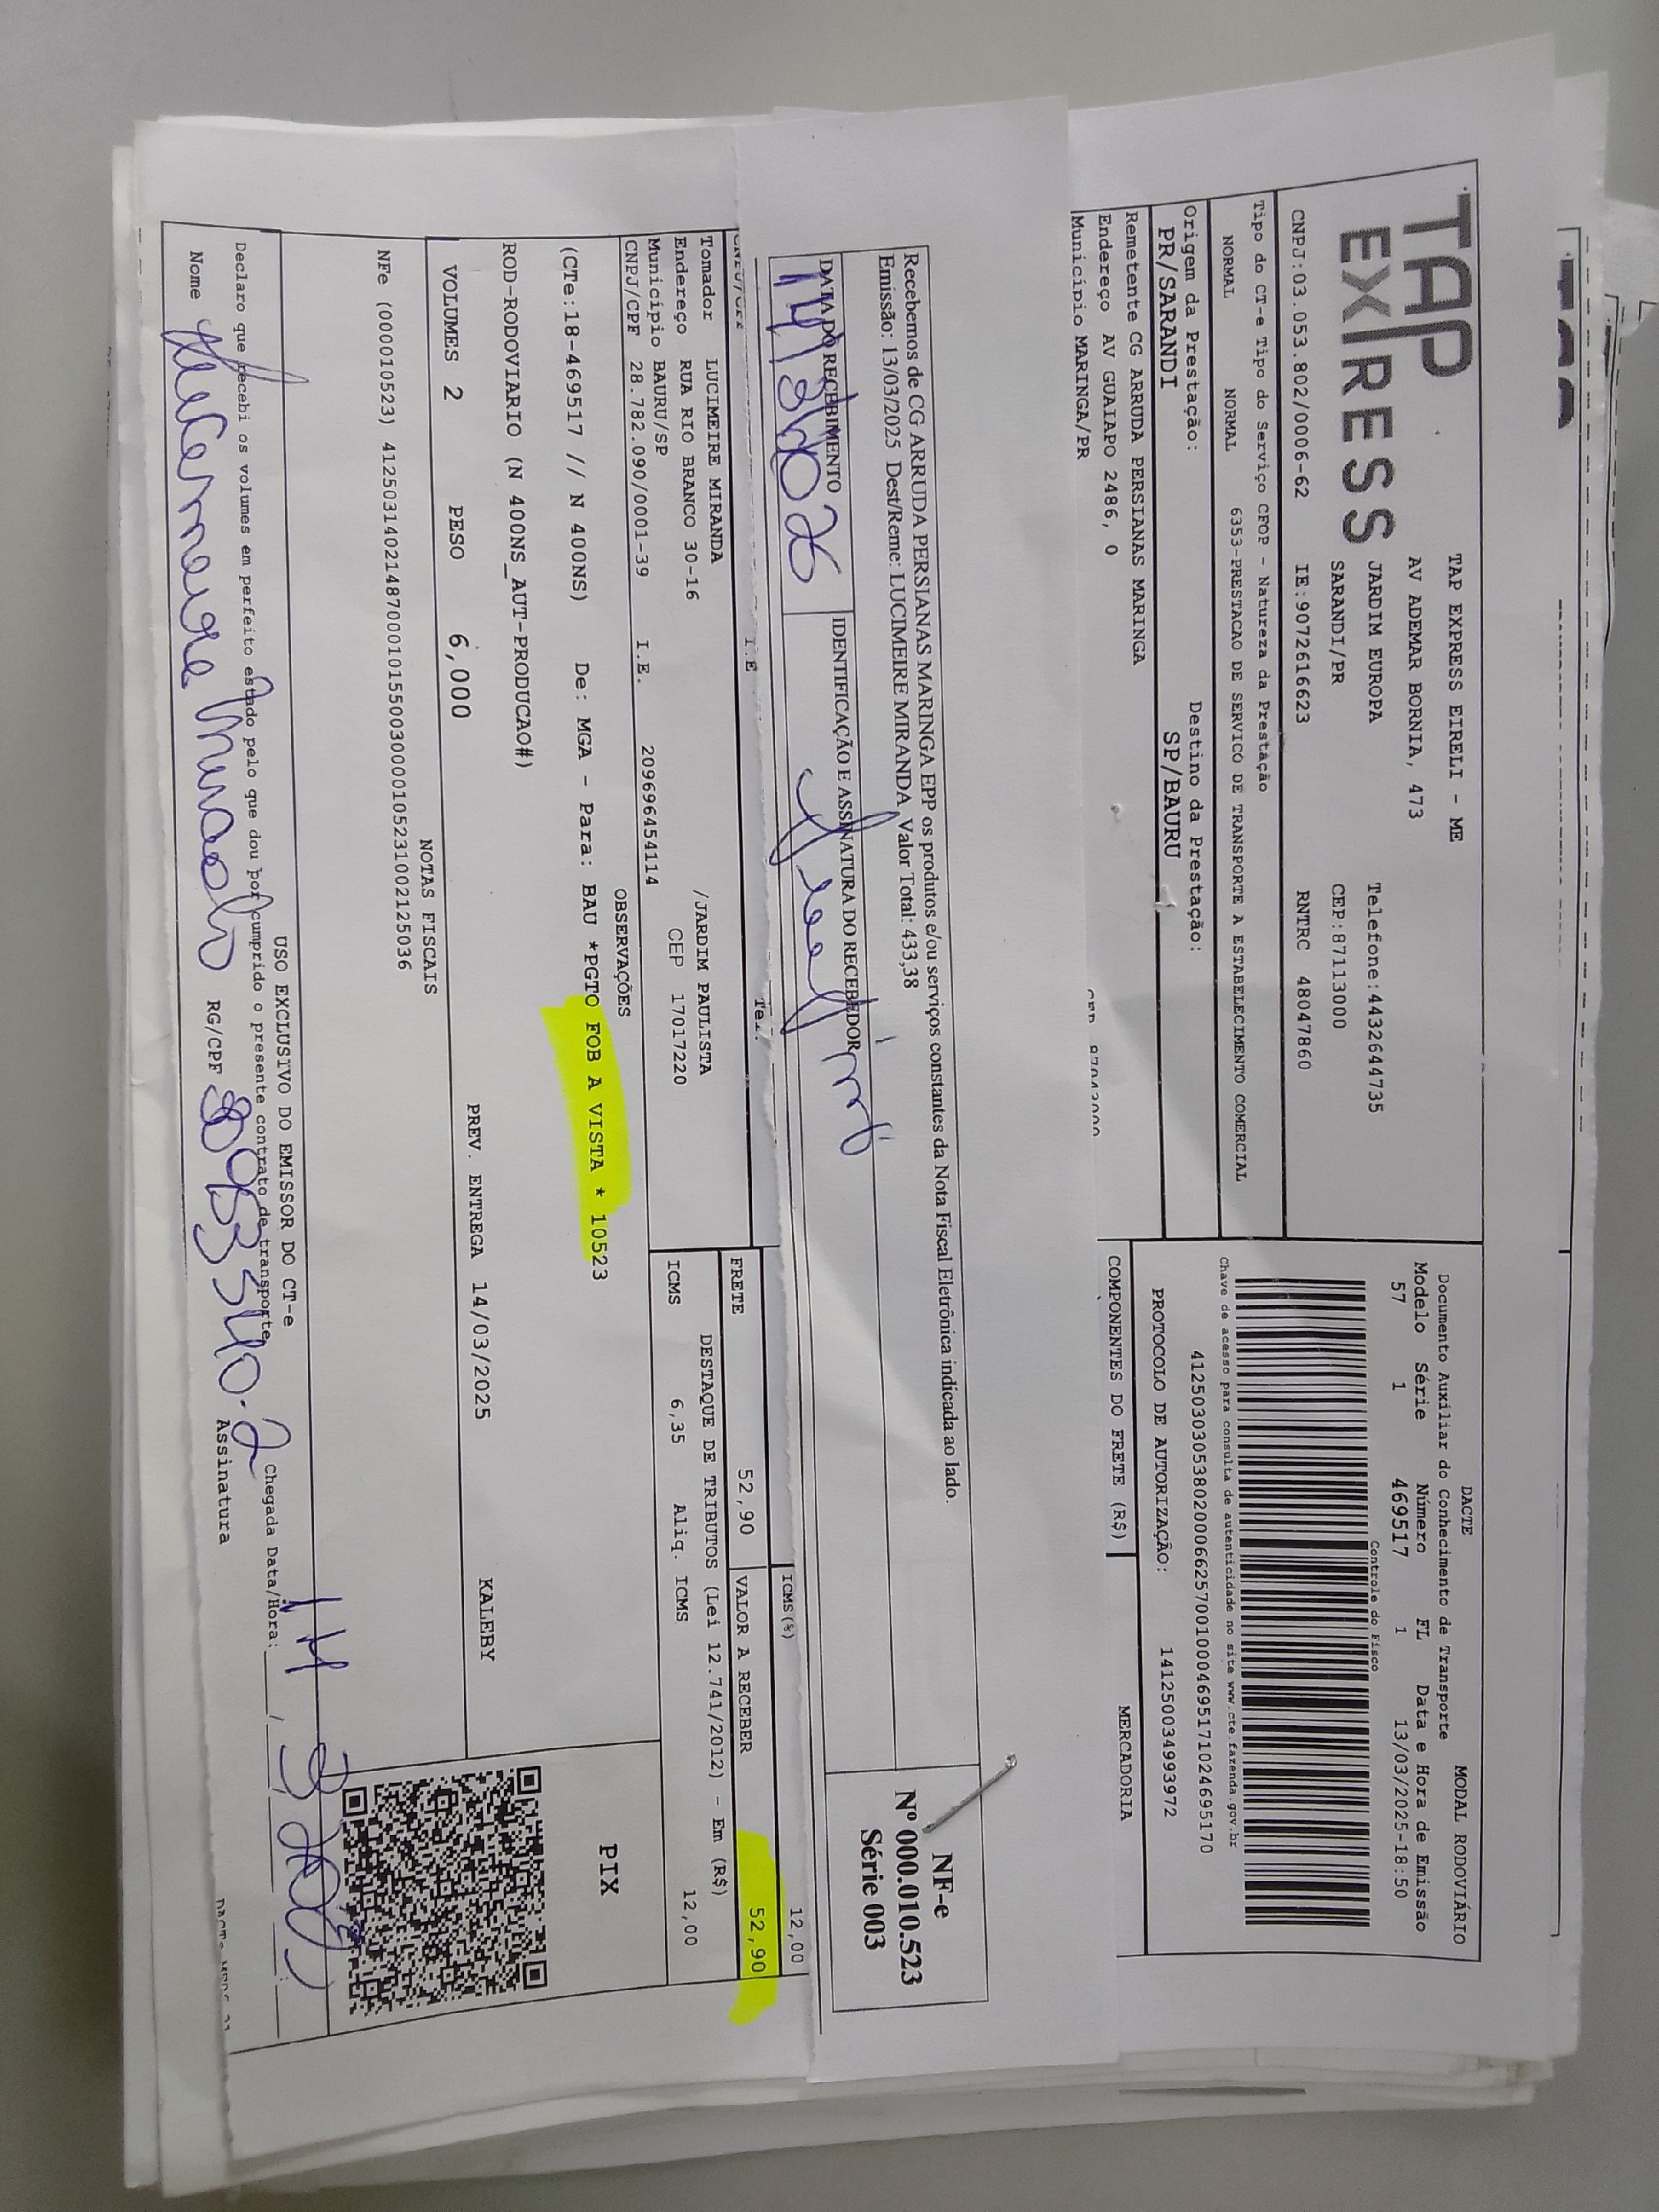 TAP
EXPRESS
TAP EXPRESS EIRELI - ME
AV ADEMAR BORNIA, 473
JARDIM EUROPA
Telefone:4432644735
SARANDI/PR
CEP:87113000
CNPJ:03.053.802/0006-62
IE:9072616623
RNTRC 48047860
DACTE
MODAL RODOVIÁRIO
Documento Auxiliar do Conhecimento de Transporte
Modelo Série Número FL Data e Hora de Emissão
57 1 469517 1 13/03/2025-18:50
Controle do Fisco
Chave de acesso para consulta de autenticidade no site www.cte.fazenda.gov.br
41250303053802000662570010004695171024695170
PROTOCOLO DE AUTORIZAÇÃO: 141250034993972
Tipo do CT-e Tipo do Serviço CFOP - Natureza da Prestação
NORMAL NORMAL 6353-PRESTACAO DE SERVICO DE TRANSPORTE A ESTABELECIMENTO COMERCIAL
Origem da Prestação: Destino da Prestação:
PR/SARANDI SP/BAURU
Remetente CG ARRUDA PERSIANAS MARINGA
Endereço AV GUAIAPO 2486, 0
Município MARINGA/PR
COMPONENTES DO FRETE (R$) MERCADORIA
Recebemos de CG ARRUDA PERSIANAS MARINGA EPP os produtos e/ou serviços constantes da Nota Fiscal Eletrônica indicada ao lado.
Emissão: 13/03/2025 Dest/Reme: LUCIMEIRE MIRANDA Valor Total: 433,38
DATA DO RECEBIMENTO
IDENTIFICAÇÃO E ASSINATURA DO RECEBEDOR
NF-e
Nº 000.010.523
Série 003
I.E
ICMS(%) 12,00
FRETE 52,90 VALOR A RECEBER 52,90
Tomador LUCIMEIRE MIRANDA
Endereço RUA RIO BRANCO 30-16 /JARDIM PAULISTA
Município BAURU/SP CEP 17017220
CNPJ/CPF 28.782.090/0001-39 I.E. 209696454114
DESTAQUE DE TRIBUTOS (Lei 12.741/2012) - Em (R$)
ICMS 6,35 Aliq. ICMS 12,00
OBSERVAÇÕES
(CTe:18-469517 // N 400NS) De: MGA - Para: BAU *PGTO FOB A VISTA * 10523
PIX
ROD-RODOVIARIO (N 400NS_AUT-PRODUCAO#)
VOLUMES 2 PESO 6,000 PREV. ENTREGA 14/03/2025 KALEBY
NOTAS FISCAIS
NFe (000010523) 41250314021487000101550030000105231002125036
USO EXCLUSIVO DO EMISSOR DO CT-e
Declaro que recebi os volumes em perfeito estado pelo que dou por cumprido o presente contrato de transporte.
Chegada Data/Hora:
Nome
RG/CPF
Assinatura